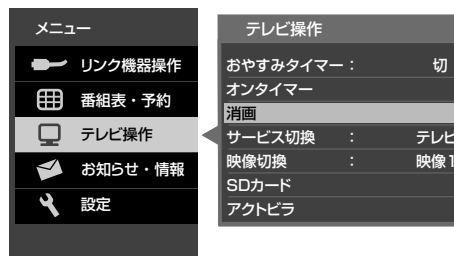 メニュー
リンク機器操作
番組表・予約
テレビ操作
お知らせ・情報
設定
テレビ操作
おやすみタイマー： 切
オンタイマー
消画
サービス切換 ： テレビ
映像切換 ： 映像1
SDカード
アクトビラ